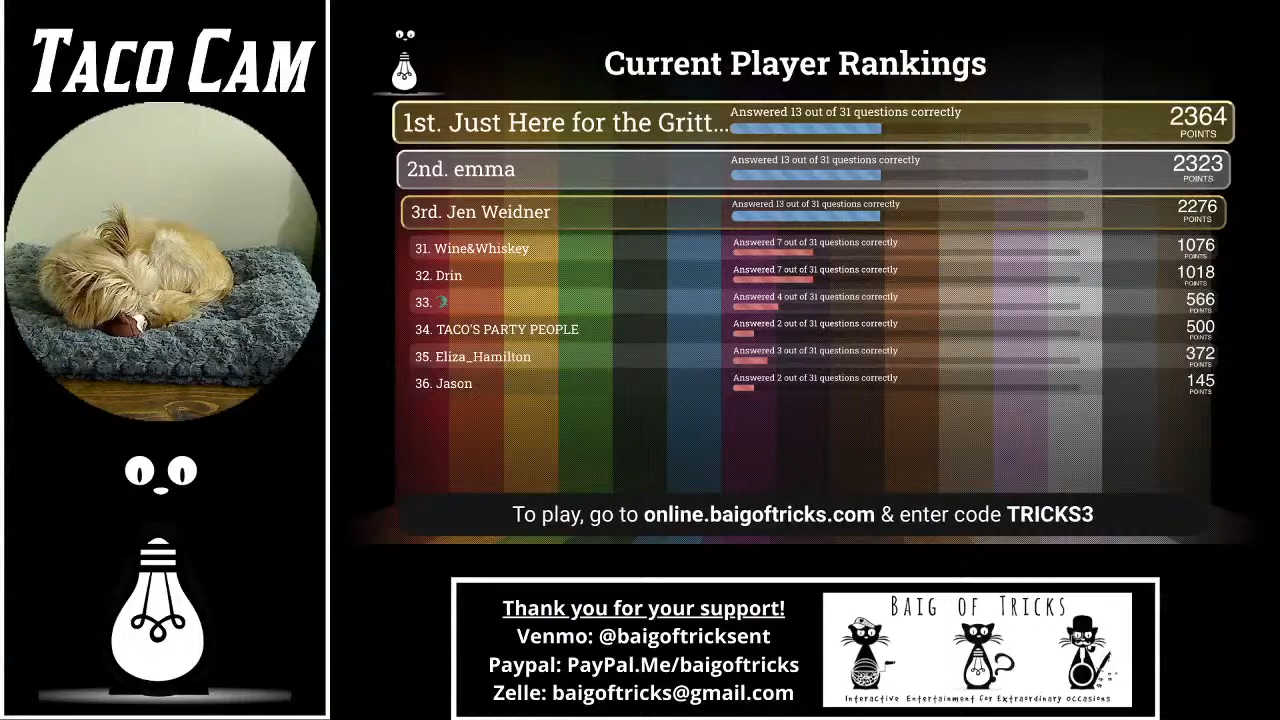 TACO CAM
Current Player Rankings
1st. Just Here for the Gritt...
Answered 13 out of 31 questions correctly
2364
POINTS
2nd. emma
Answered 13 out of 31 questions correctly
2323
POINTS
3rd. Jen Weidner
Answered 13 out of 31 questions correctly
2276
POINTS
31. Wine&Whiskey
Answered 7 out of 31 questions correctly
1076
POINTS
32. Drin
Answered 7 out of 31 questions correctly
1018
POINTS
33.
Answered 4 out of 31 questions correctly
566
POINTS
34. TACO'S PARTY PEOPLE
Answered 2 out of 31 questions correctly
500
POINTS
35. Eliza_Hamilton
Answered 3 out of 31 questions correctly
372
POINTS
36. Jason
Answered 2 out of 31 questions correctly
145
POINTS
To play, go to online.baigoftricks.com & enter code TRICKS3
Thank you for your support!
Venmo: @baigoftricksent
Paypal: PayPal.Me/baigoftricks
Zelle: baigoftricks@gmail.com
BAIG OF TRICKS
Interactive Entertainment for Extraordinary occasions